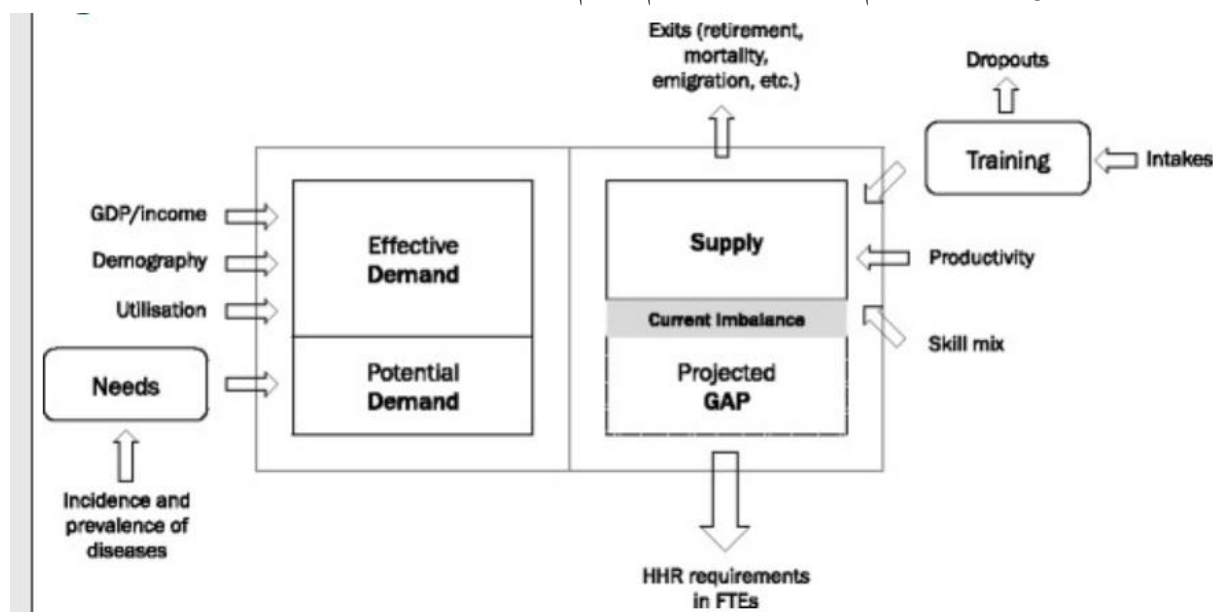 Exits (retirement,
mortality,
emigration, etc.)
Dropouts
Training
Intakes
GDP/income
Demography
Utilisation
Effective
Demand
Supply
Productivity
Current Imbalance
Skill mix
Needs
Potential
Demand
Projected
GAP
Incidence and
prevalence of
diseases
HHR requirements
in FTEs